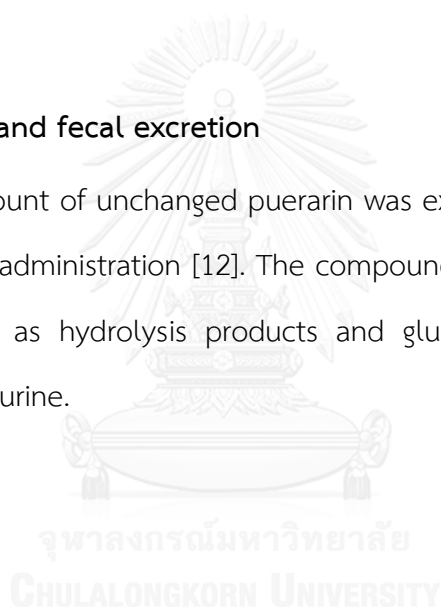 and fecal excretion
ount of unchanged puerarin was ex
administration [12]. The compound
as hydrolysis products and glu
urine.
จุฬาลงกรณ์มหาวิทยาลัย
CHULALONGKORN UNIVERSITY